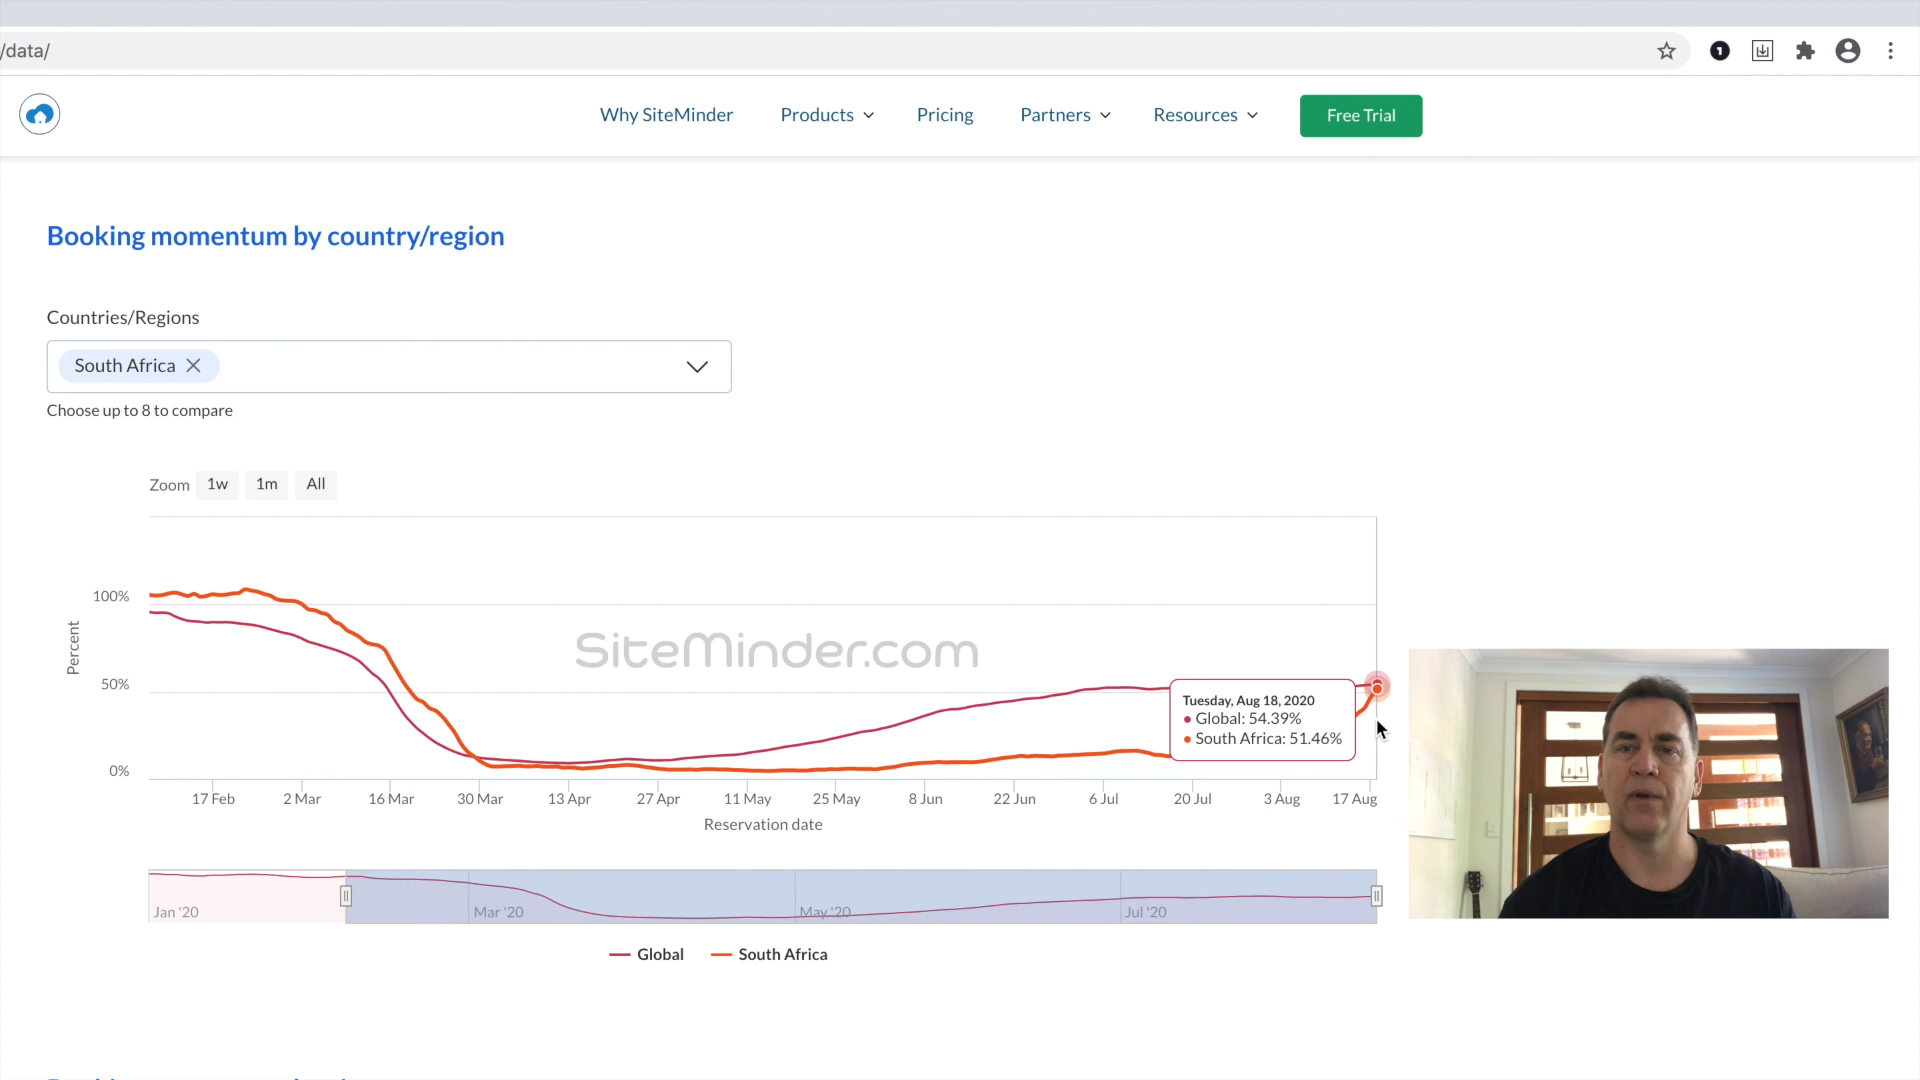 /data/
Why SiteMinder Products Pricing Partners Resources Free Trial
Booking momentum by country/region
Countries/Regions
South Africa
Choose up to 8 to compare
Zoom 1w 1m All
100%
50%
0%
Percent
SiteMinder.com
Tuesday, Aug 18, 2020
Global: 54.39%
South Africa: 51.46%
17 Feb 2 Mar 16 Mar 30 Mar 13 Apr 27 Apr 11 May 25 May 8 Jun 22 Jun 6 Jul 20 Jul 3 Aug 17 Aug
Reservation date
Jan '20 Mar '20 May '20 Jul '20
Global South Africa